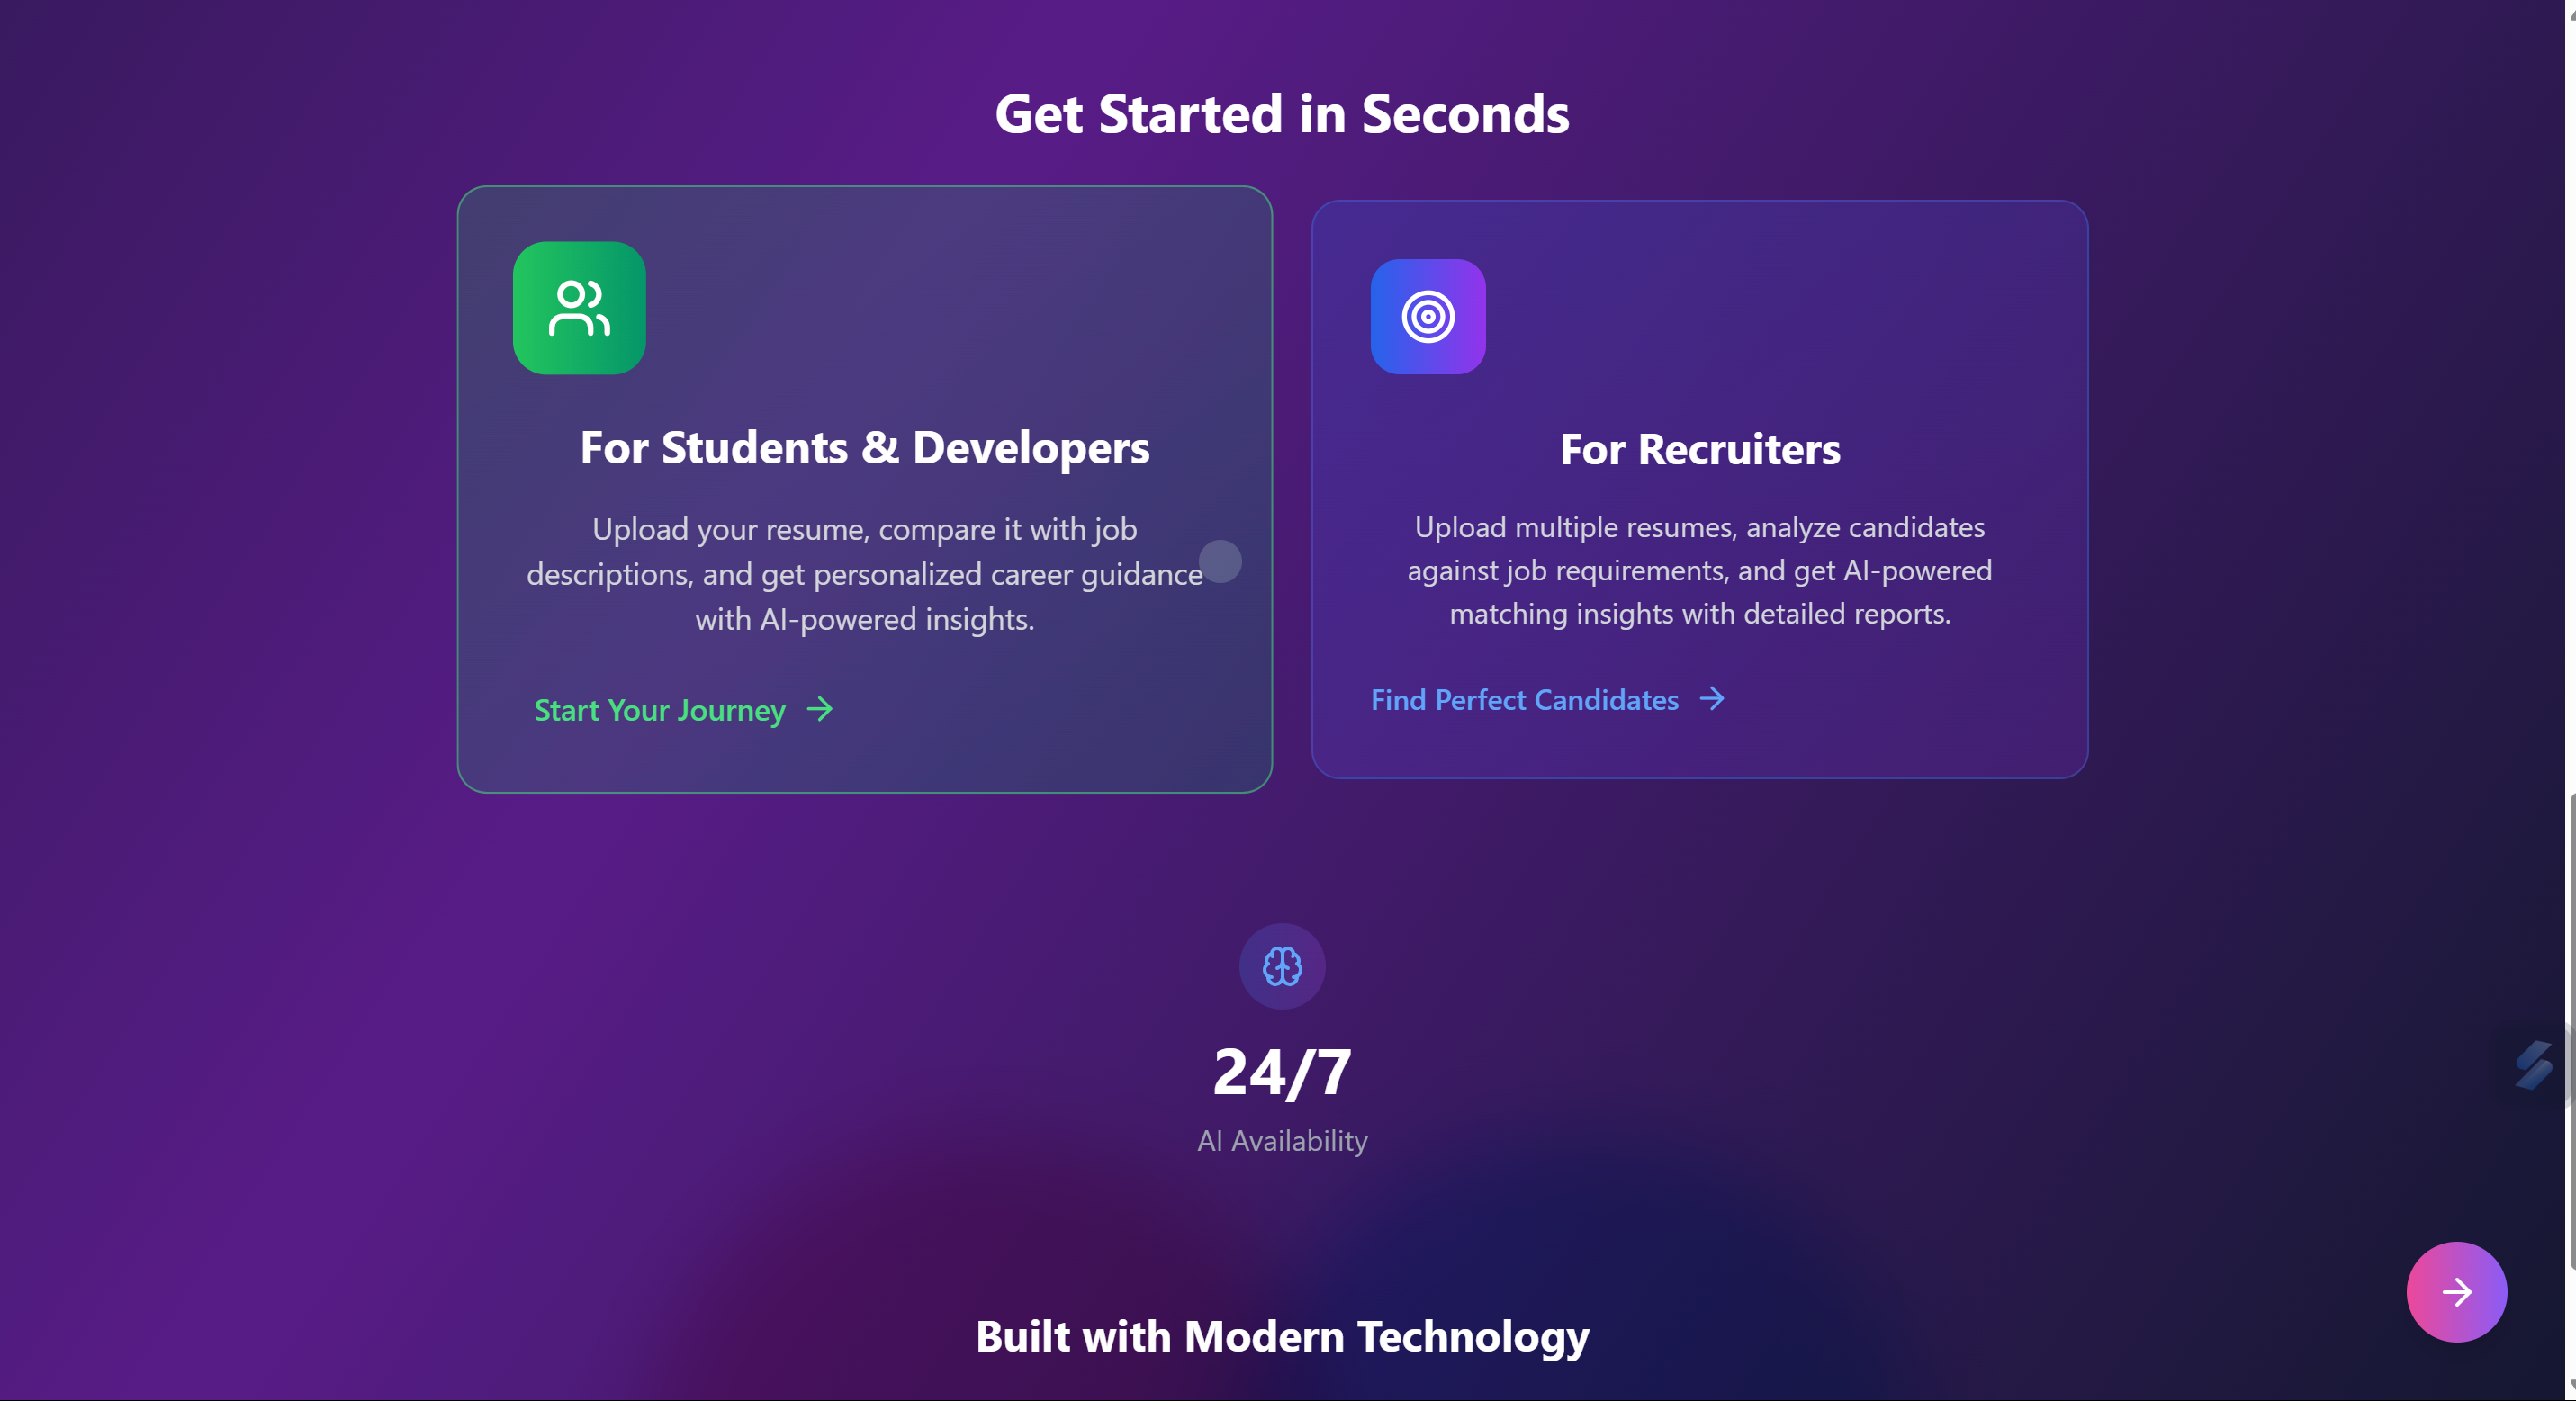 Get Started in Seconds
For Students & Developers
Upload your resume, compare it with job
descriptions, and get personalized career guidance
with AI-powered insights.
Start Your Journey
For Recruiters
Upload multiple resumes, analyze candidates
against job requirements, and get AI-powered
matching insights with detailed reports.
Find Perfect Candidates
24/7
AI Availability
Built with Modern Technology